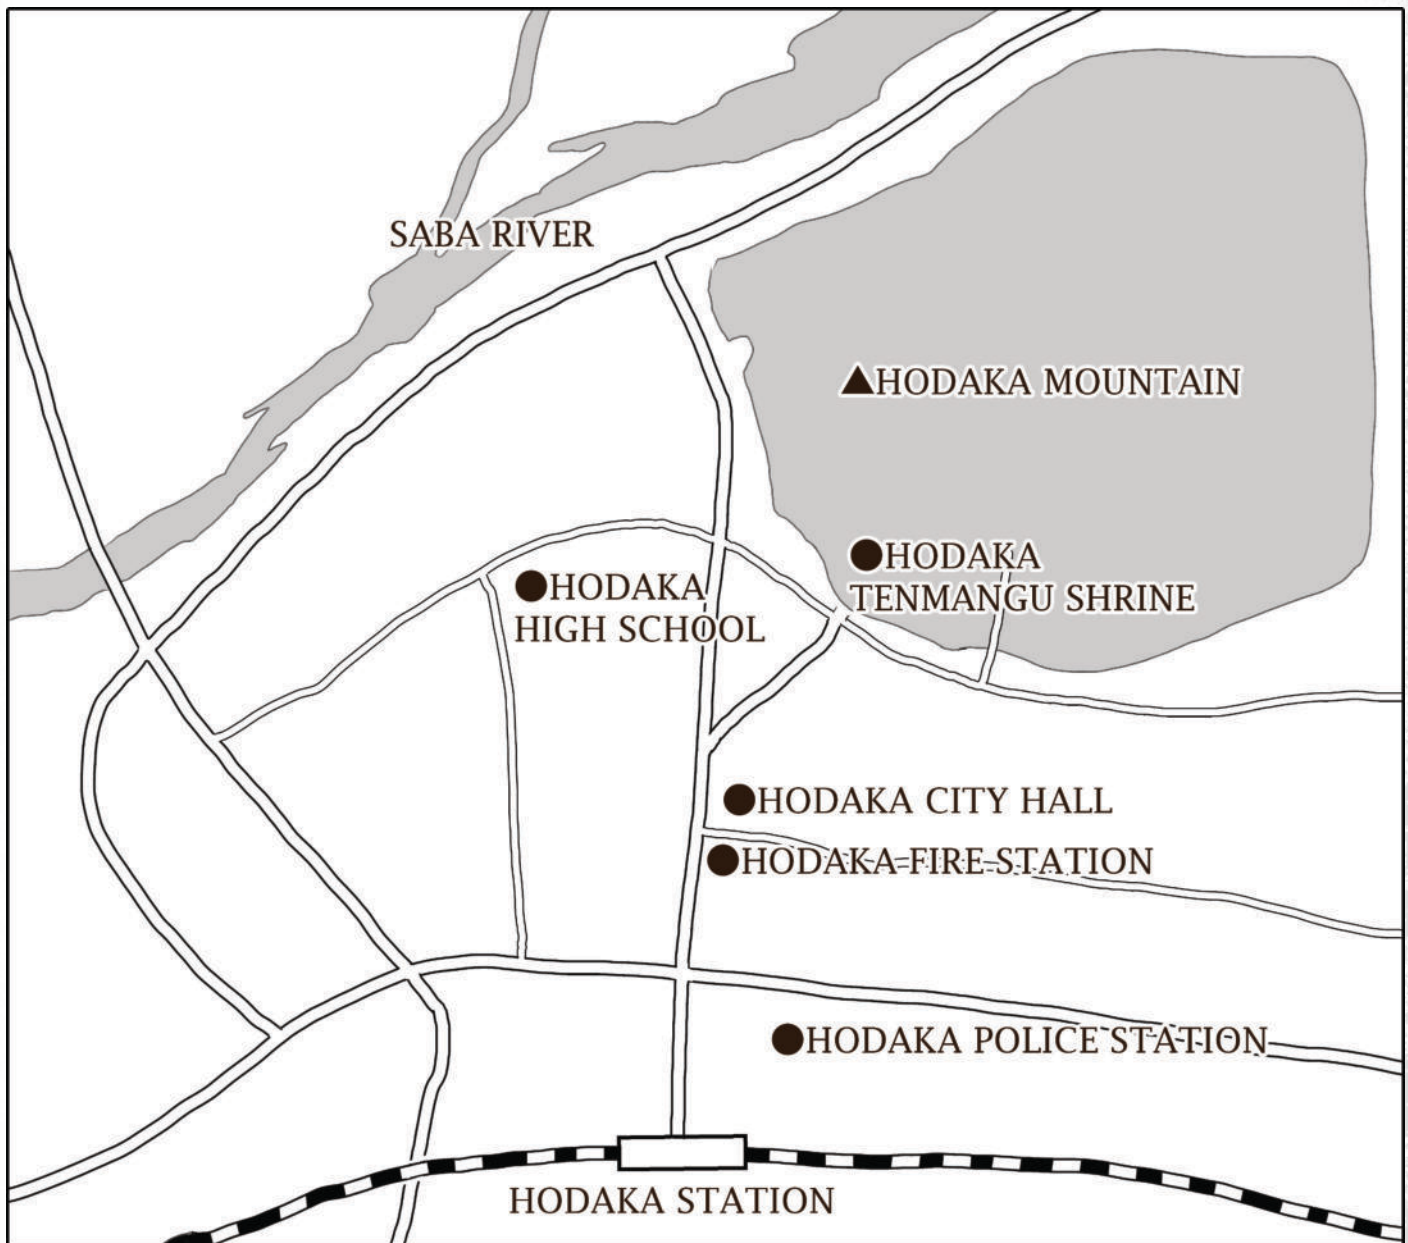 SABA RIVER
HODAKA MOUNTAIN
HODAKA
TENMANGU SHRINE
HODAKA
HIGH SCHOOL
HODAKA CITY HALL
HODAKA FIRE STATION
HODAKA POLICE STATION
HODAKA STATION